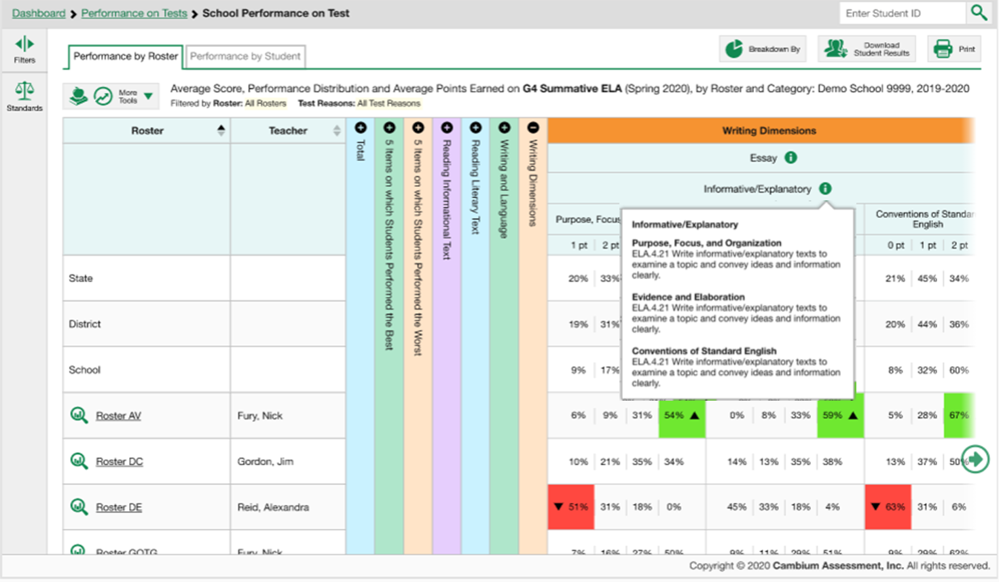 Dashboard > Performance on Tests > School Performance on Test
Enter Student ID
Filters
Standards
Performance by Roster
Performance by Student
Breakdown By
Download
Student Results
Print
More
Tools
Average Score, Performance Distribution and Average Points Earned on G4 Summative ELA (Spring 2020), by Roster and Category: Demo School 9999, 2019-2020
Filtered by Roster: All Rosters Test Reasons: All Test Reasons
Roster
Teacher
Total
5 Items on which Students Performed the Best
5 Items on which Students Performed the Worst
Reading Informational Text
Reading Literary Text
Writing and Language
Writing Dimensions
Writing Dimensions
Essay
Informative/Explanatory
Purpose, Focus
1 pt 2 pt
Conventions of Standar
English
0 pt 1 pt 2 pt
Informative/Explanatory
Purpose, Focus, and Organization
ELA.4.21 Write informative/explanatory texts to
examine a topic and convey ideas and information
clearly.
Evidence and Elaboration
ELA.4.21 Write informative/explanatory texts to
examine a topic and convey ideas and information
clearly.
Conventions of Standard English
ELA.4.21 Write informative/explanatory texts to
examine a topic and convey ideas and information
clearly.
State 20% 33% 21% 45% 34%
District 19% 31% 20% 44% 36%
School 9% 17% 8% 32% 60%
Roster AV Fury, Nick 6% 9% 31% 54% 0% 8% 33% 59% 5% 28% 67%
Roster DC Gordon, Jim 10% 21% 35% 34% 14% 13% 35% 38% 13% 37% 50%
Roster DE Reid, Alexandra 51% 31% 18% 0% 45% 33% 18% 4% 63% 31% 6%
Roster GOTG Fury, Nick 7% 16% 27% 50% 9% 11% 29% 51% 9% 29% 62%
Copyright © 2020 Cambium Assessment, Inc. All rights reserved.